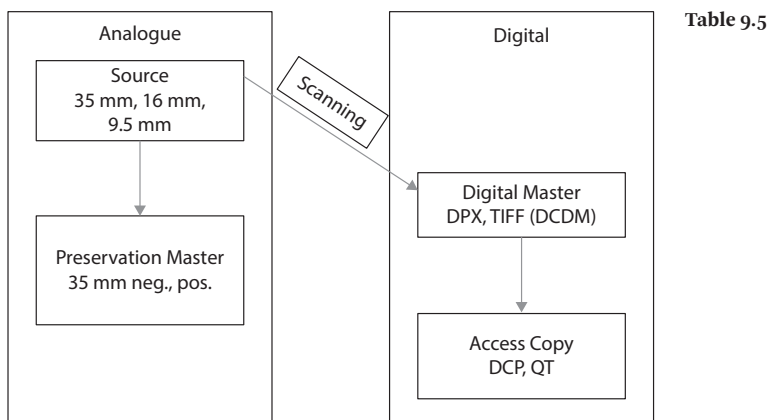 Table 9.5
Analogue
Source
35 mm, 16 mm,
9.5 mm
Preservation Master
35 mm neg., pos.
Scanning
Digital
Digital Master
DPX, TIFF (DCDM)
Access Copy
DCP, QT